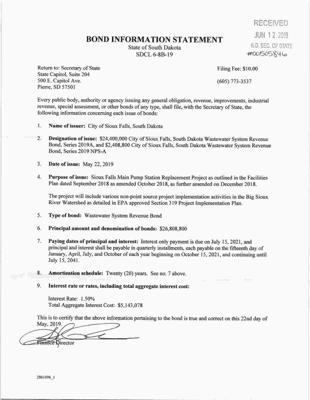 RECEIVED
JUN 12 2019
S.D. SEC. OF STATE
BOND INFORMATION STATEMENT
State of South Dakota
SDCL 6-8B-19
Return to: Secretary of State
Filing Fee: $10.00
State Capitol, Suite 204
500 E. Capitol Ave.
(605) 773-3537
Pierre, SD 57501
Every public body, authority or agency issuing any general obligation, revenue, improvements, industrial
revenue, special assessment, or other bonds of any type, shall file, with the Secretary of State, the
following information concerning each issue of bonds:
1. Name of issuer: City of Sioux Falls, South Dakota
2. Designation of issue: $24,400,000 City of Sioux Falls, South Dakota Wastewater System Revenue
Bond, Series 2019A, and $2,408,800 City of Sioux Falls, South Dakota Wastewater System Revenue
Bond, Series 2019 NPS-A
3. Date of issue: May 22, 2019
4. Purpose of issue: Sioux Falls Main Pump Station Replacement Project as outlined in the Facilities
Plan dated September 2018 as amended October 2018, as further amended on December 2018.
The project will include various non-point source project implementation activities in the Big Sioux
River Watershed as detailed in EPA approved Section 319 Project Implementation Plan.
5. Type of bond: Wastewater System Revenue Bond
6. Principal amount and denomination of bonds: $26,808,800
7. Paying dates of principal and interest: Interest only payment is due on July 15, 2021, and
principal and interest shall be payable in quarterly installments, each payable on the fifteenth day of
January, April, July, and October of each year beginning on October 15, 2021, and continuing until
July 15, 2041.
8. Amortization schedule: Twenty (20) years. See no. 7 above.
9. Interest rate or rates, including total aggregate interest cost:
Interest Rate: 1.50%
Total Aggregate Interest Cost: $5,143,078
This is to certify that the above information pertaining to the bond is true and correct on this 22nd day of
May, 2019.
Finance Director